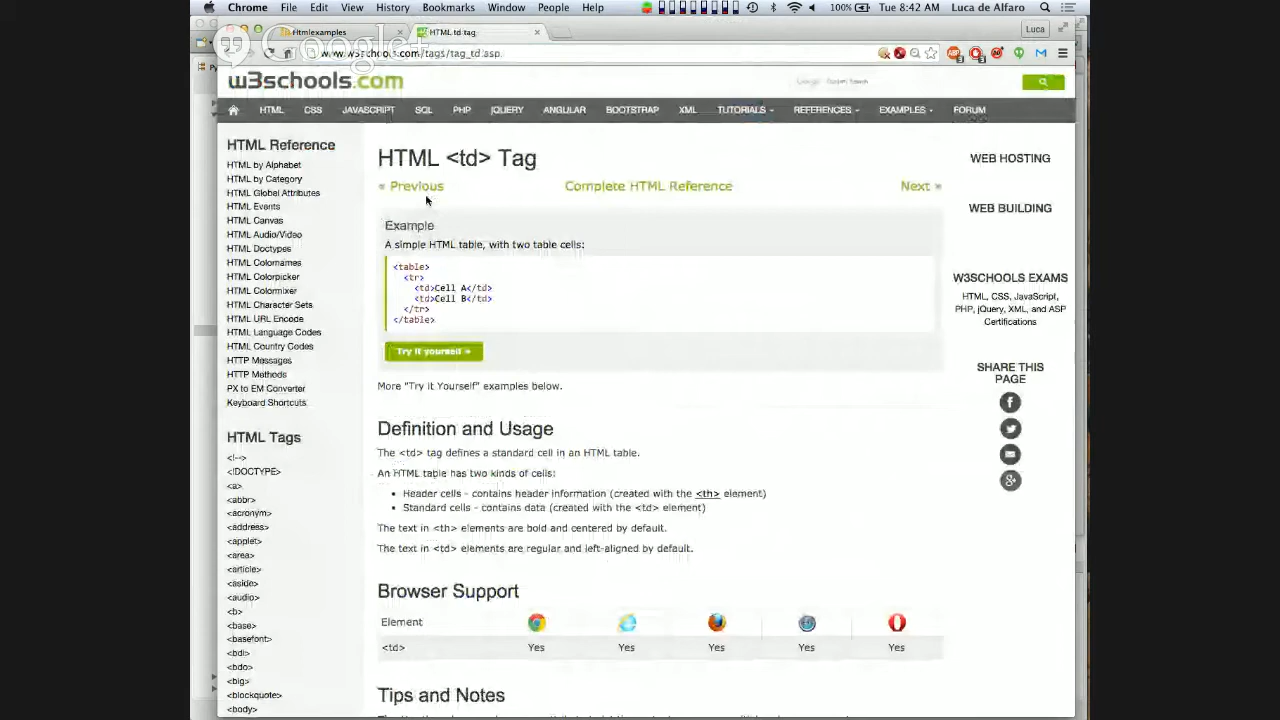 Chrome File Edit View History Bookmarks Window People Help 100% Tue 8:42 AM Luca de Alfaro
Htmlexamples HTML td tag Luca
Google+
www.w3schools.com/tags/tag_td.asp
w3schools.com
HTML CSS JAVASCRIPT SQL PHP JQUERY ANGULAR BOOTSTRAP XML TUTORIALS REFERENCES EXAMPLES FORUM
HTML Reference
HTML by Alphabet
HTML by Category
HTML Global Attributes
HTML Events
HTML Canvas
HTML Audio/Video
HTML Doctypes
HTML Colornames
HTML Colorpicker
HTML Colormixer
HTML Character Sets
HTML URL Encode
HTML Language Codes
HTML Country Codes
HTTP Messages
HTTP Methods
PX to EM Converter
Keyboard Shortcuts
HTML Tags
<!-->
<!DOCTYPE>
<a>
<abbr>
<acronym>
<address>
<applet>
<area>
<article>
<aside>
<audio>
<b>
<base>
<basefont>
<bdi>
<bdo>
<big>
<blockquote>
<body>
HTML <td> Tag
« Previous Complete HTML Reference Next »
Example
A simple HTML table, with two table cells:
<table>
<tr>
<td>Cell A</td>
<td>Cell B</td>
</tr>
</table>
Try it yourself »
More "Try it Yourself" examples below.
Definition and Usage
The <td> tag defines a standard cell in an HTML table.
An HTML table has two kinds of cells:
• Header cells - contains header information (created with the <th> element)
• Standard cells - contains data (created with the <td> element)
The text in <th> elements are bold and centered by default.
The text in <td> elements are regular and left-aligned by default.
Browser Support
Element
<td> Yes Yes Yes Yes Yes
Tips and Notes
WEB HOSTING
WEB BUILDING
W3SCHOOLS EXAMS
HTML, CSS, JavaScript,
PHP, jQuery, XML, and ASP
Certifications
SHARE THIS
PAGE